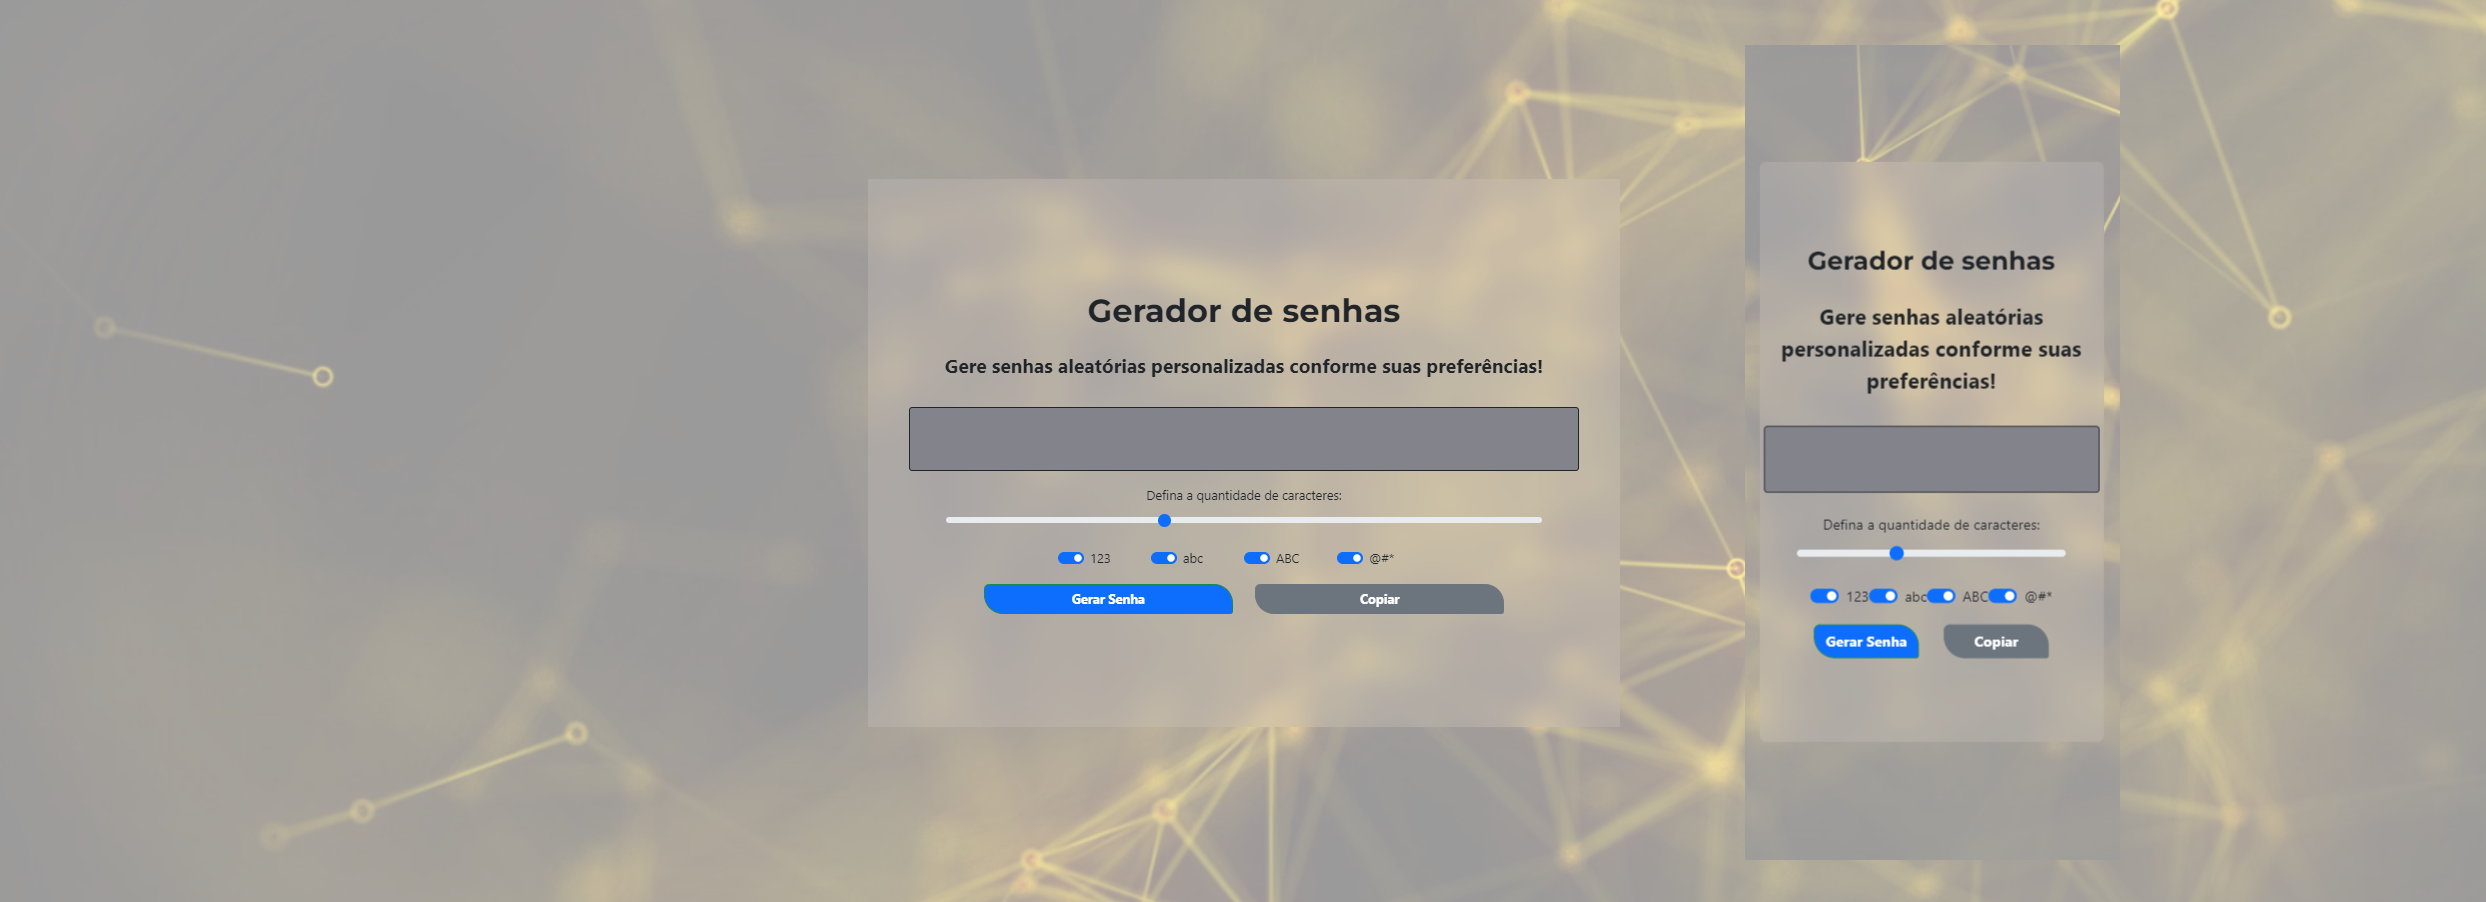 Gerador de senhas
Gere senhas aleatórias personalizadas conforme suas preferências!
Defina a quantidade de caracteres:
123 abc ABC @#*
Gerar Senha Copiar
Gerador de senhas
Gere senhas aleatórias
personalizadas conforme suas
preferências!
Defina a quantidade de caracteres:
123 abc ABC @#*
Gerar Senha Copiar